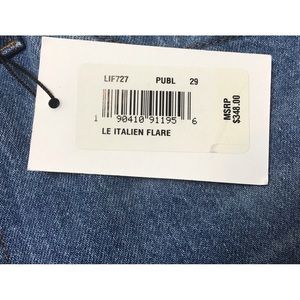 LIF727 PUBL 29
1 90410 91195 6
LE ITALIEN FLARE
MSRP
$348.00